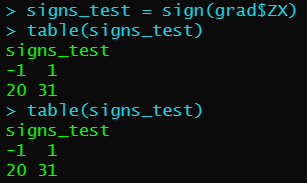 > signs_test = sign(grad$ZX)
> table(signs_test)
signs_test
-1  1
20 31
> table(signs_test)
signs_test
-1  1
20 31